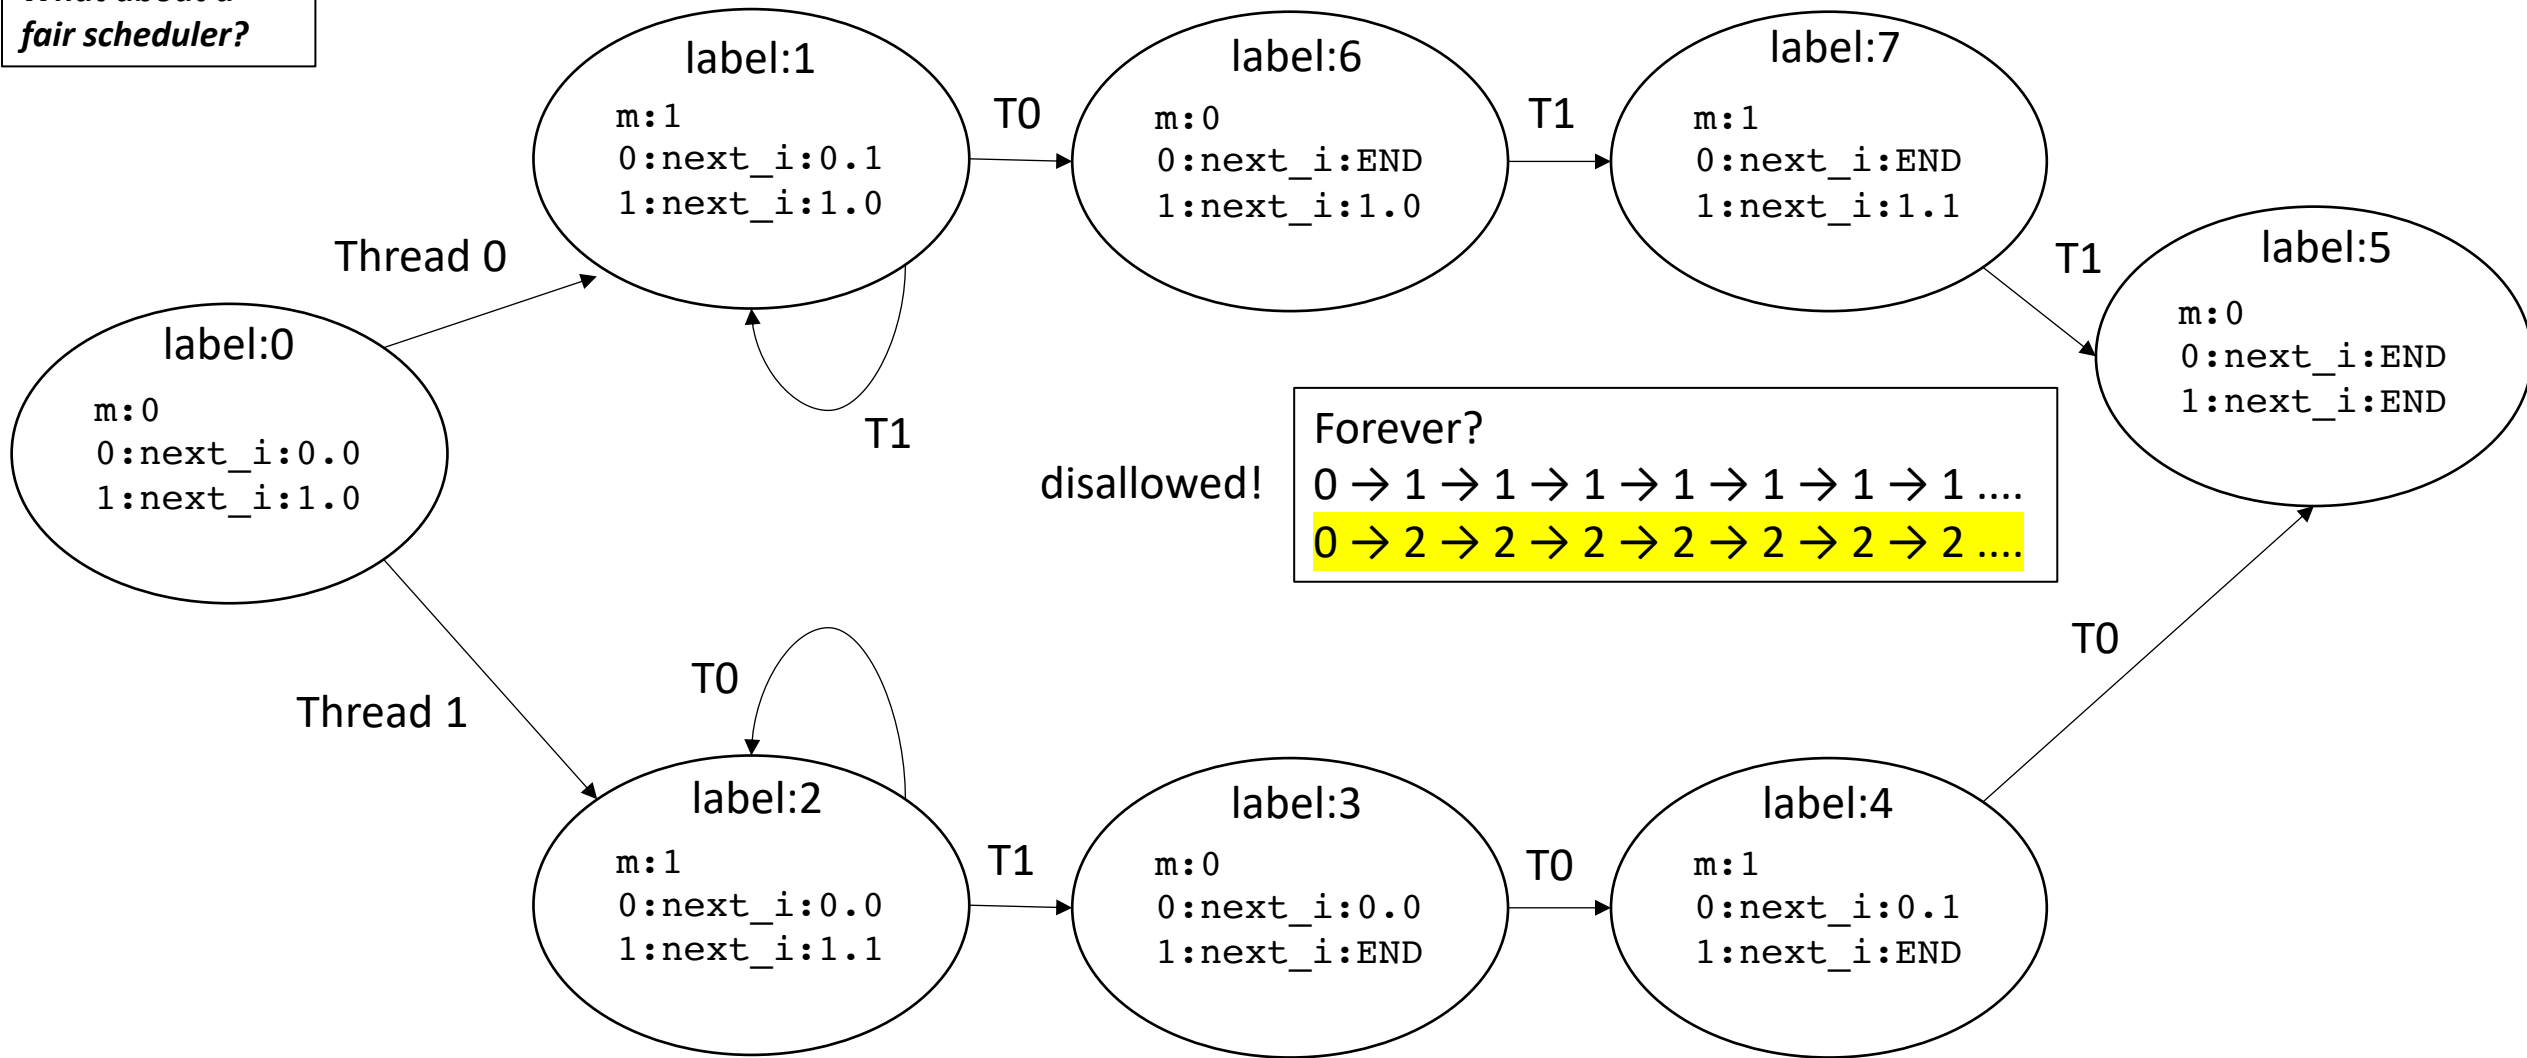 fair scheduler?
label:1
m:1
0:next_i:0.1
1:next_i:1.0
T0
label:6
m:0
0:next_i:END
1:next_i:1.0
T1
label:7
m:1
0:next_i:END
1:next_i:1.1
T1
label:5
m:0
0:next_i:END
1:next_i:END
Thread 0
T1
label:0
m:0
0:next_i:0.0
1:next_i:1.0
disallowed!
Forever?
0 → 1 → 1 → 1 → 1 → 1 → 1 → 1 ....
0 → 2 → 2 → 2 → 2 → 2 → 2 → 2 ....
Thread 1
T0
T0
label:2
m:1
0:next_i:0.0
1:next_i:1.1
T1
label:3
m:0
0:next_i:0.0
1:next_i:END
T0
label:4
m:1
0:next_i:0.1
1:next_i:END